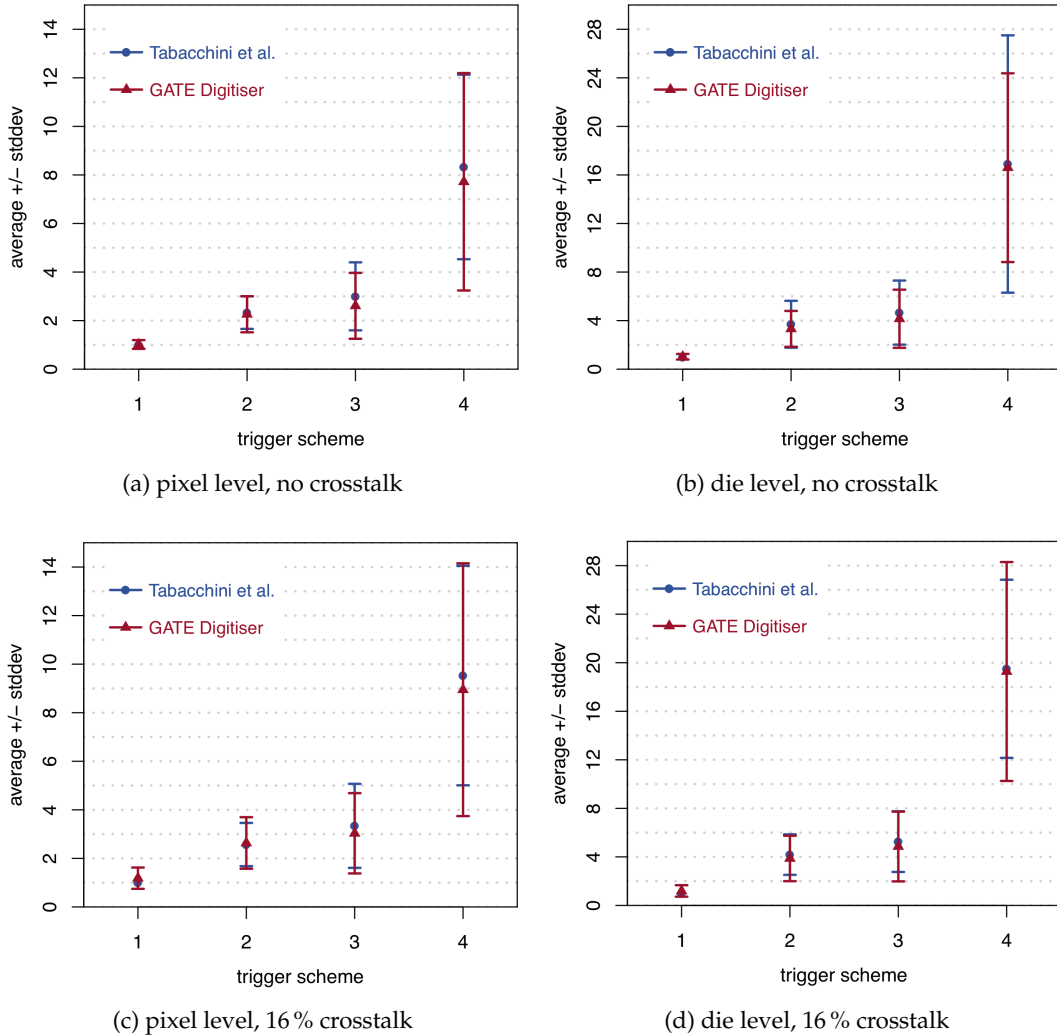 14
12
10
8
6
4
2
0
average +/− stddev
Tabacchini et al.
GATE Digitiser
1 2 3 4
trigger scheme
(a) pixel level, no crosstalk
28
24
20
16
12
8
4
0
average +/− stddev
Tabacchini et al.
GATE Digitiser
1 2 3 4
trigger scheme
(b) die level, no crosstalk
14
12
10
8
6
4
2
0
average +/− stddev
Tabacchini et al.
GATE Digitiser
1 2 3 4
trigger scheme
(c) pixel level, 16 % crosstalk
28
24
20
16
12
8
4
0
average +/− stddev
Tabacchini et al.
GATE Digitiser
1 2 3 4
trigger scheme
(d) die level, 16 % crosstalk